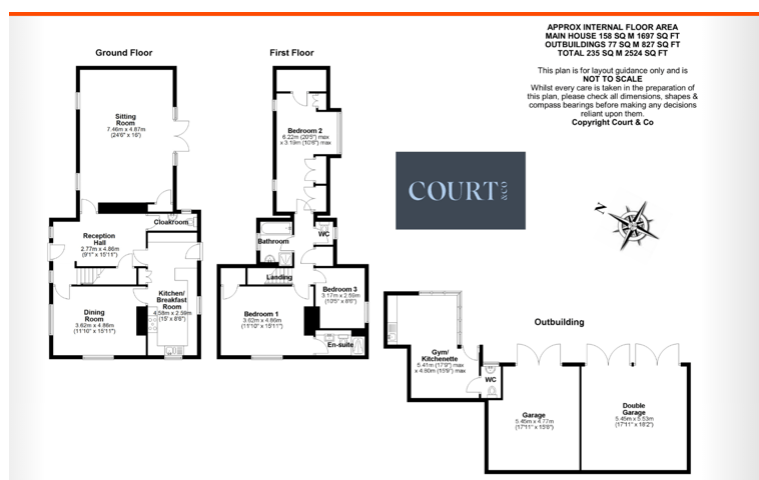 APPROX INTERNAL FLOOR AREA
MAIN HOUSE 158 SQ M 1697 SQ FT
OUTBUILDINGS 77 SQ M 827 SQ FT
TOTAL 235 SQ M 2524 SQ FT
This plan is for layout guidance only and is
NOT TO SCALE
Whilst every care is taken in the preparation of
this plan, please check all dimensions, shapes &
compass bearings before making any decisions
reliant upon them.
Copyright Court & Co
Ground Floor
Sitting
Room
7.46m x 4.87m
(24'6" x 16')
Cloakroom
Reception
Hall
2.77m x 4.86m
(9'1" x 15'11")
Kitchen/
Breakfast
Room
4.58m x 2.59m
(15' x 8'6")
Dining
Room
3.62m x 4.86m
(11'10" x 15'11")
First Floor
Bedroom 2
6.22m (20'5") max
x 3.19m (10'6") max
WC
Bathroom
Landing
Bedroom 3
3.17m x 2.59m
(10'5" x 8'6")
Bedroom 1
3.62m x 4.86m
(11'10" x 15'11")
En-suite
COURT
&CO
N
Outbuilding
Gym/
Kitchenette
5.41m (17'9") max
x 4.80m (15'9") max
WC
Garage
5.45m x 4.77m
(17'11" x 15'8")
Double
Garage
5.45m x 5.53m
(17'11" x 18'2")